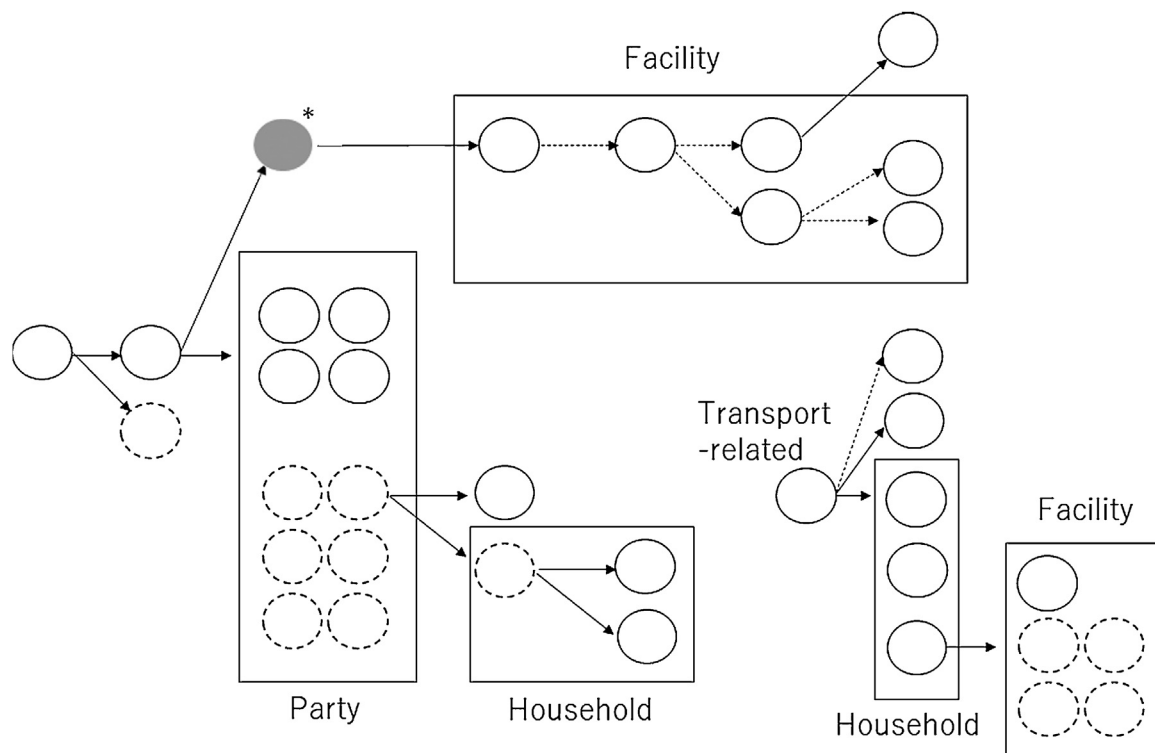 Facility
*
Transport
-related
Facility
Party
Household
Household